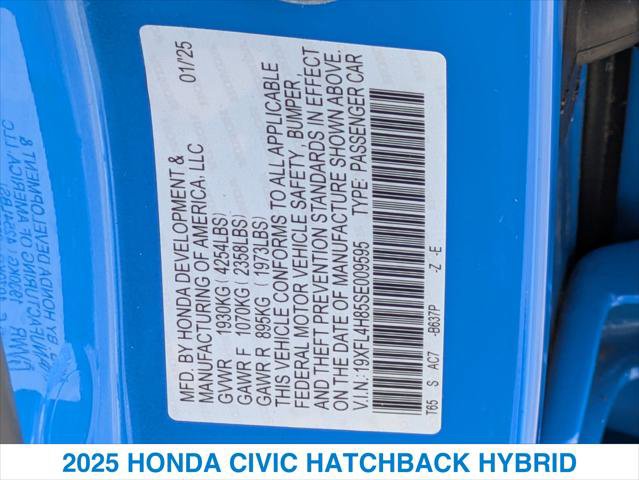 MFD. BY HONDA DEVELOPMENT &
MANUFACTURING OF AMERICA, LLC 01/'25
GVWR 1930KG ( 4254LBS)
GAWR F 1070KG ( 2358LBS)
GAWR R 895KG ( 1973LBS)
THIS VEHICLE CONFORMS TO ALL APPLICABLE
FEDERAL MOTOR VEHICLE SAFETY, BUMPER,
AND THEFT PREVENTION STANDARDS IN EFFECT
ON THE DATE OF MANUFACTURE SHOWN ABOVE.
V.I.N.: 19XFL4H85SE009695 TYPE: PASSENGER CAR
T65 S AC7 -B637P -Z -E
2025 HONDA CIVIC HATCHBACK HYBRID